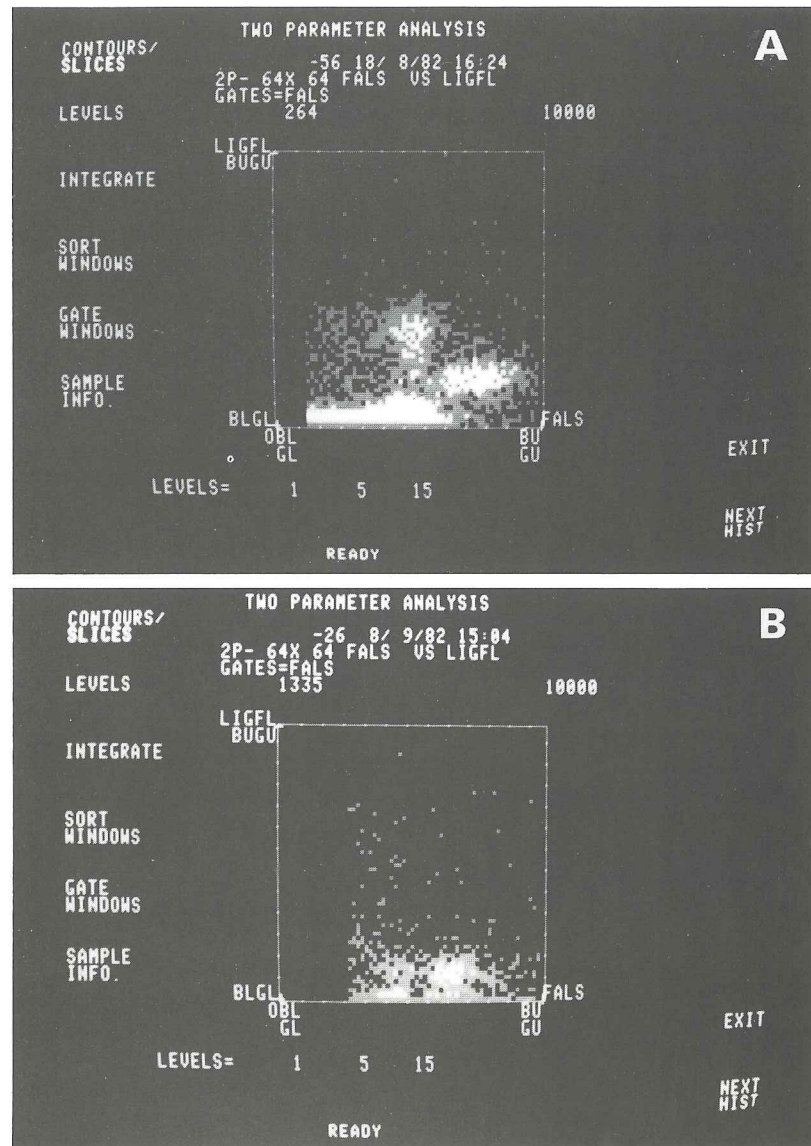 A
TWO PARAMETER ANALYSIS
CONTOURS/
SLICES
-56 18/ 8/82 16:24
2P- 64X 64 FALS VS LIGFL
GATES=FALS
LEVELS 264 10000
LIGFL
BUGU
INTEGRATE
SORT
WINDOWS
GATE
WINDOWS
SAMPLE
INFO.
BLGL FALS
OBL BU
GL GU
EXIT
LEVELS= 1 5 15
NEXT
HIST
READY
B
TWO PARAMETER ANALYSIS
CONTOURS/
SLICES
-26 8/ 9/82 15:04
2P- 64X 64 FALS VS LIGFL
GATES=FALS
LEVELS 1335 10000
LIGFL
BUGU
INTEGRATE
SORT
WINDOWS
GATE
WINDOWS
SAMPLE
INFO.
BLGL FALS
OBL BU
GL GU
EXIT
LEVELS= 1 5 15
NEXT
HIST
READY